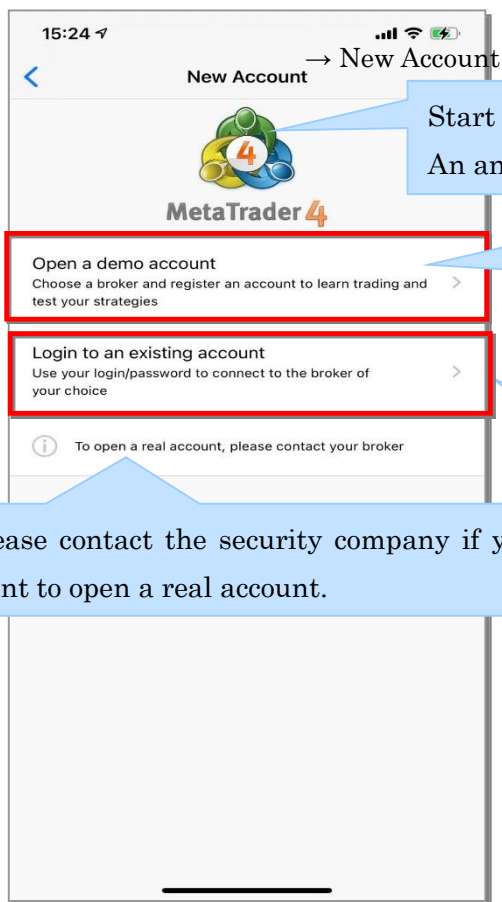 15:24
→ New Account
New Account
Start
An
4
MetaTrader 4
Open a demo account
Choose a broker and register an account to learn trading and
test your strategies
Login to an existing account
Use your login/password to connect to the broker of
your choice
To open a real account, please contact your broker
ease contact the security company if y
nt to open a real account.